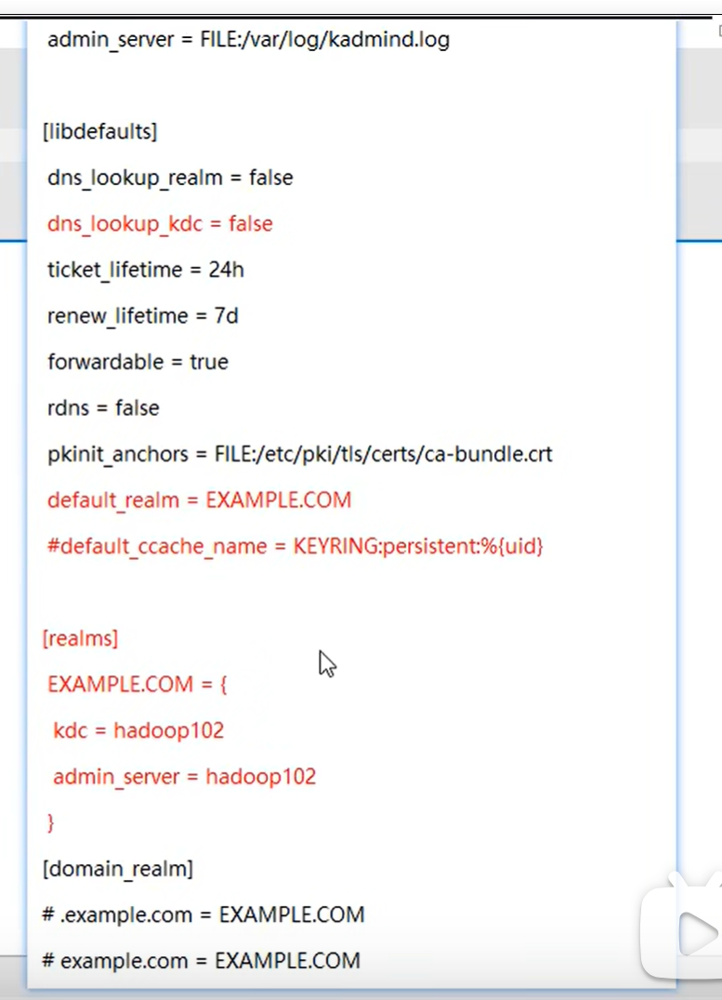 admin_server = FILE:/var/log/kadmind.log
[libdefaults]
dns_lookup_realm = false
dns_lookup_kdc = false
ticket_lifetime = 24h
renew_lifetime = 7d
forwardable = true
rdns = false
pkinit_anchors = FILE:/etc/pki/tls/certs/ca-bundle.crt
default_realm = EXAMPLE.COM
#default_ccache_name = KEYRING:persistent:%{uid}
[realms]
EXAMPLE.COM = {
kdc = hadoop102
admin_server = hadoop102
}
[domain_realm]
# .example.com = EXAMPLE.COM
# example.com = EXAMPLE.COM